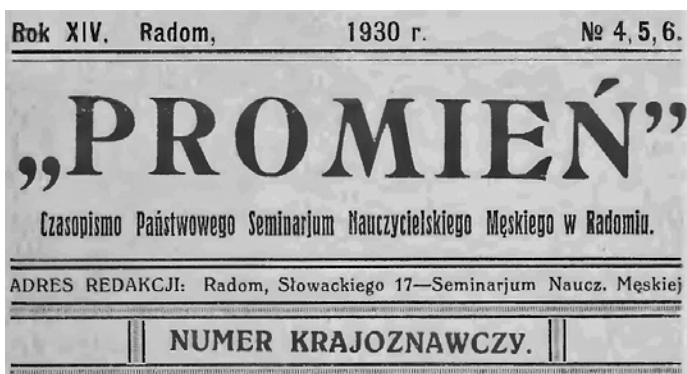 Rok XIV. Radom, 1930 r. № 4, 5, 6.
„PROMIEŃ”
Czasopismo Państwowego Seminarjum Nauczycielskiego Męskiego w Radomiu.
ADRES REDAKCJI: Radom, Słowackiego 17—Seminarjum Naucz. Męskiej
NUMER KRAJOZNAWCZY.